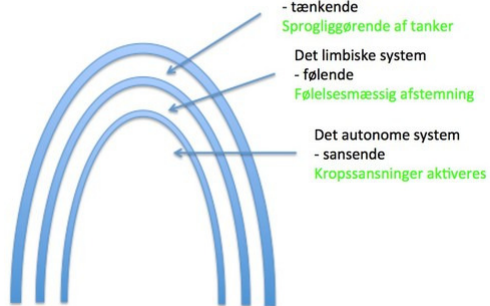 - tænkende
Sprogliggørende af tanker
Det limbiske system
- følende
Følelsesmæssig afstemning
Det autonome system
- sansende
Kropssansninger aktiveres